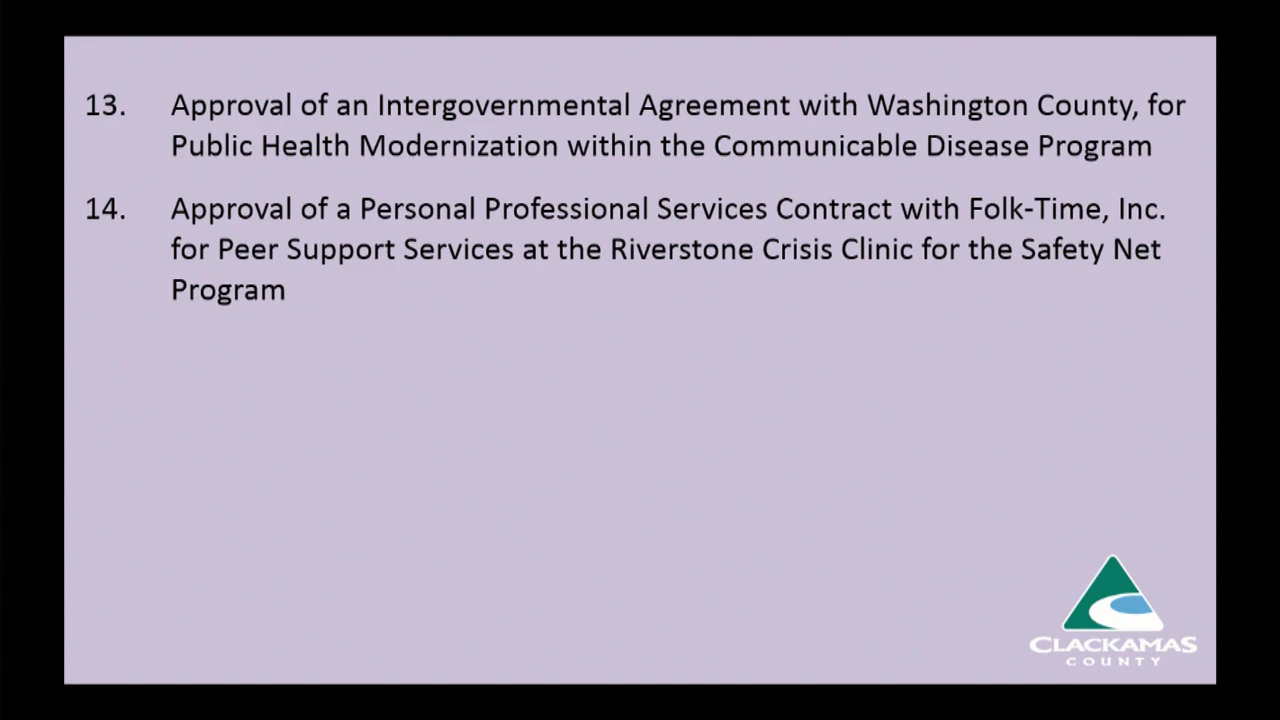 13. Approval of an Intergovernmental Agreement with Washington County, for
Public Health Modernization within the Communicable Disease Program
14. Approval of a Personal Professional Services Contract with Folk-Time, Inc.
for Peer Support Services at the Riverstone Crisis Clinic for the Safety Net
Program
CLACKAMAS
COUNTY